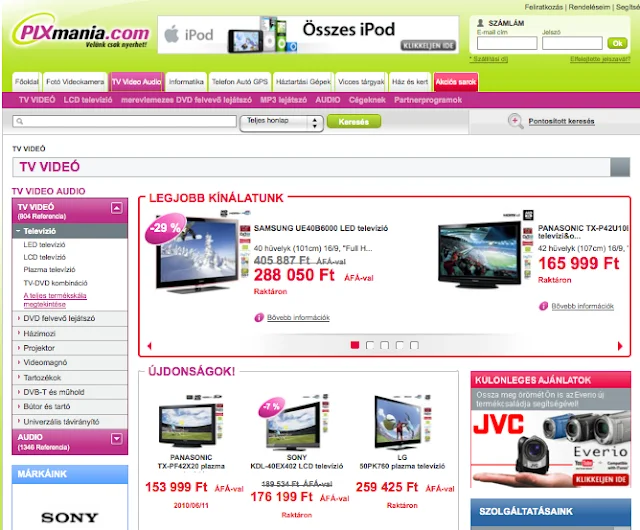 Feliratkozás | Rendeléseim | Segítsé
PIXmania.com
Velünk csak nyerhet!
iPod
Összes iPod
KLIKKELJEN IDE
SZÁMLÁM
E-mail cím
Jelszó
Ok
* Szállítási díj
Elfelejtette jelszavát?
Főoldal
Fotó Videokamera
TV Video Audio
Informatika
Telefon Autó GPS
Háztartási Gépek
Vicces tárgyak
Ház és kert
Akciós sarok
TV VIDEÓ
LCD televízió
merevlemezes DVD felvevő lejátszó
MP3 lejátszó
AUDIO
Cégeknek
Partnerprogramok
Teljes honlap
Keresés
Pontosított keresés
TV VIDEÓ
TV VIDEÓ
TV VIDEO AUDIO
TV VIDEÓ
(804 Referencia)
Televízió
LED televízió
LCD televízió
Plazma televízió
TV-DVD kombináció
A teljes termékskála
megtekintése
DVD felvevő lejátszó
Házimozi
Projektor
Videomagnó
Tartozékok
DVB-T és műhold
Bútor és tartó
Univerzális távirányító
AUDIO
(1346 Referencia)
MÁRKÁINK
SONY
LEGJOBB KÍNÁLATUNK
-29 %
SAMSUNG UE40B6000 LED televízió
40 hüvelyk (101cm) 16/9, "Full H...
405 887 Ft ÁFÁ-val
288 050 Ft ÁFÁ-val
Raktáron
Bővebb információk
PANASONIC TX-P42U10E
televízi&o...
42 hüvelyk (107cm) 16/9,
165 999 Ft
Raktáron
Bővebb információk
ÚJDONSÁGOK!
PANASONIC
TX-PF42X20 plazma
153 999 Ft ÁFÁ-val
2010/06/11
-7 %
SONY
KDL-40EX402 LCD televízió
189 534 Ft ÁFÁ-val
176 199 Ft ÁFÁ-val
Raktáron
LG
50PK760 plazma televízió
259 425 Ft ÁFÁ-val
Raktáron
KÜLONLEGES AJÁNLATOK
Ossza meg örömét Ön is az Everio új
termékcsaládja segítségével!
JVC
Everio
YouTube
KLIKKELJEN IDE
SZOLGÁLTATÁSAINK